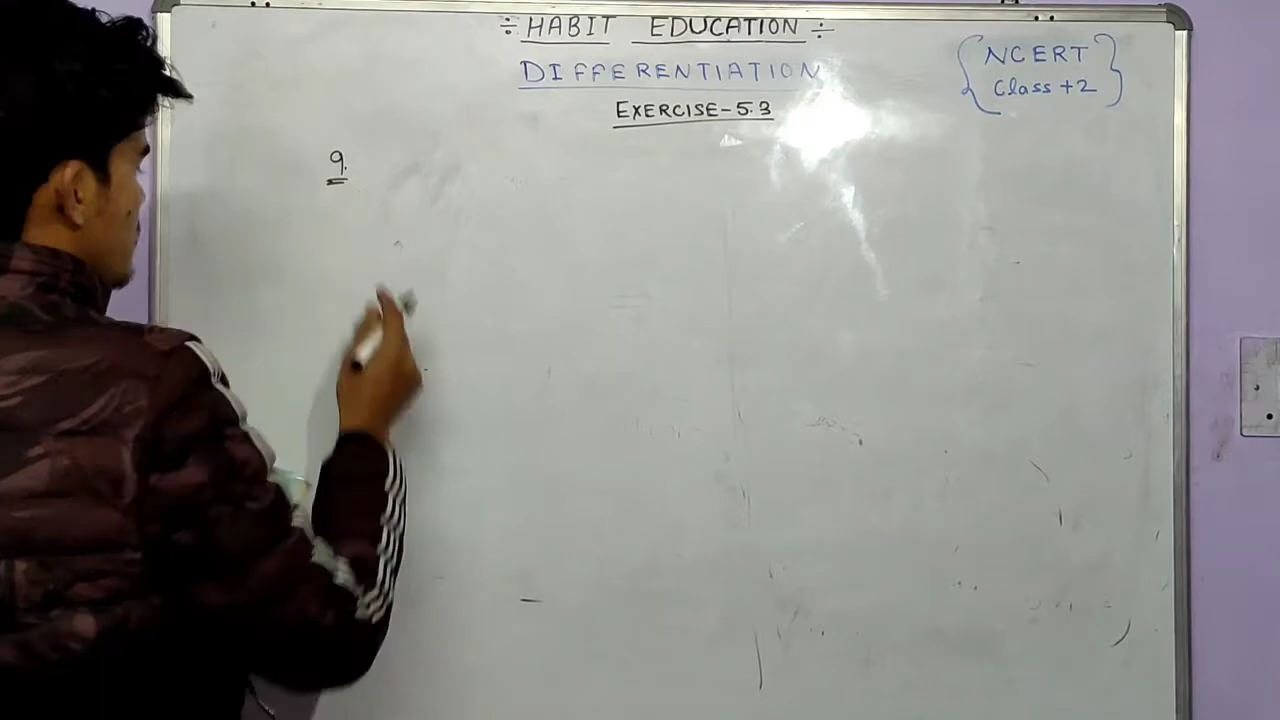 ÷ HABIT EDUCATION ÷
DIFFERENTIATION
EXERCISE-5.3
NCERT
Class +2
9.